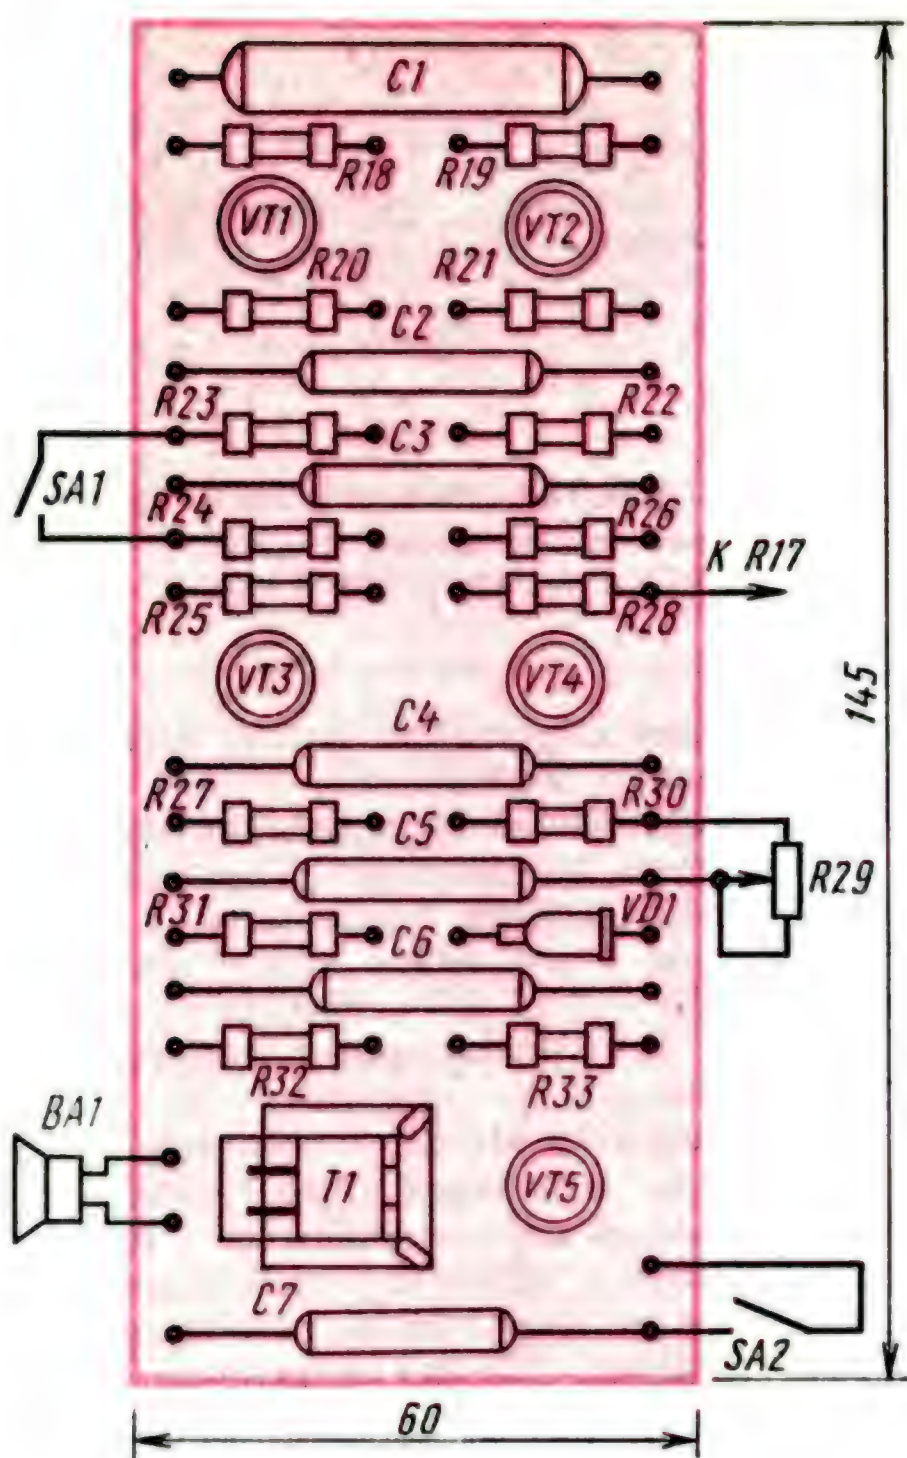 C1
R18 R19
VT1 VT2
R20 R21
C2
R23 R22
C3
SA1
R24 R26
К R17
R25 R28
VT3 VT4
145
C4
R27 R30
C5
R29
R31 VD1
C6
R32 R33
BA1
T1 VT5
C7
SA2
60